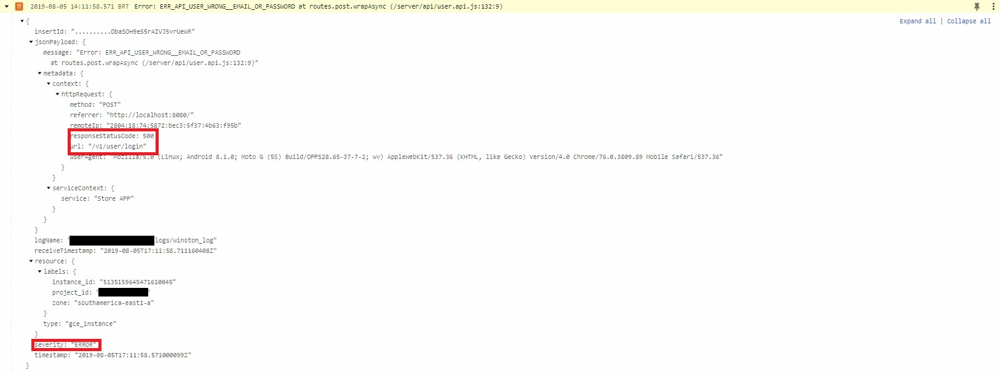 2019-08-05 14:11:58.571 BRT Error: ERR_API_USER_WRONG__EMAIL_OR_PASSWORD at routes.post.wrapAsync (/server/api/user.api.js:132:9)
{
Expand all | Collapse all
insertId: "..........DbaSOH9eS5rAIVJ5vrUeWR"
jsonPayload: {
message: "Error: ERR_API_USER_WRONG__EMAIL_OR_PASSWORD
at routes.post.wrapAsync (/server/api/user.api.js:132:9)"
metadata: {
context: {
httpRequest: {
method: "POST"
referrer: "http://localhost:8080/"
remoteIp: "2804:18:74:5872:bec3:5f37:4b63:f95b"
responseStatusCode: 500
url: "/v1/user/login"
userAgent: "Mozilla/5.0 (Linux; Android 8.1.0; Moto G (5S) Build/OPPS28.65-37-7-2; wv) AppleWebKit/537.36 (KHTML, like Gecko) Version/4.0 Chrome/76.0.3809.89 Mobile Safari/537.36"
}
}
serviceContext: {
service: "Store APP"
}
}
}
logName: "logs/winston_log"
receiveTimestamp: "2019-08-05T17:11:58.711160408Z"
resource: {
labels: {
instance_id: "5135159645471610045"
project_id: ""
zone: "southamerica-east1-a"
}
type: "gce_instance"
}
severity: "ERROR"
timestamp: "2019-08-05T17:11:58.571000099Z"
}